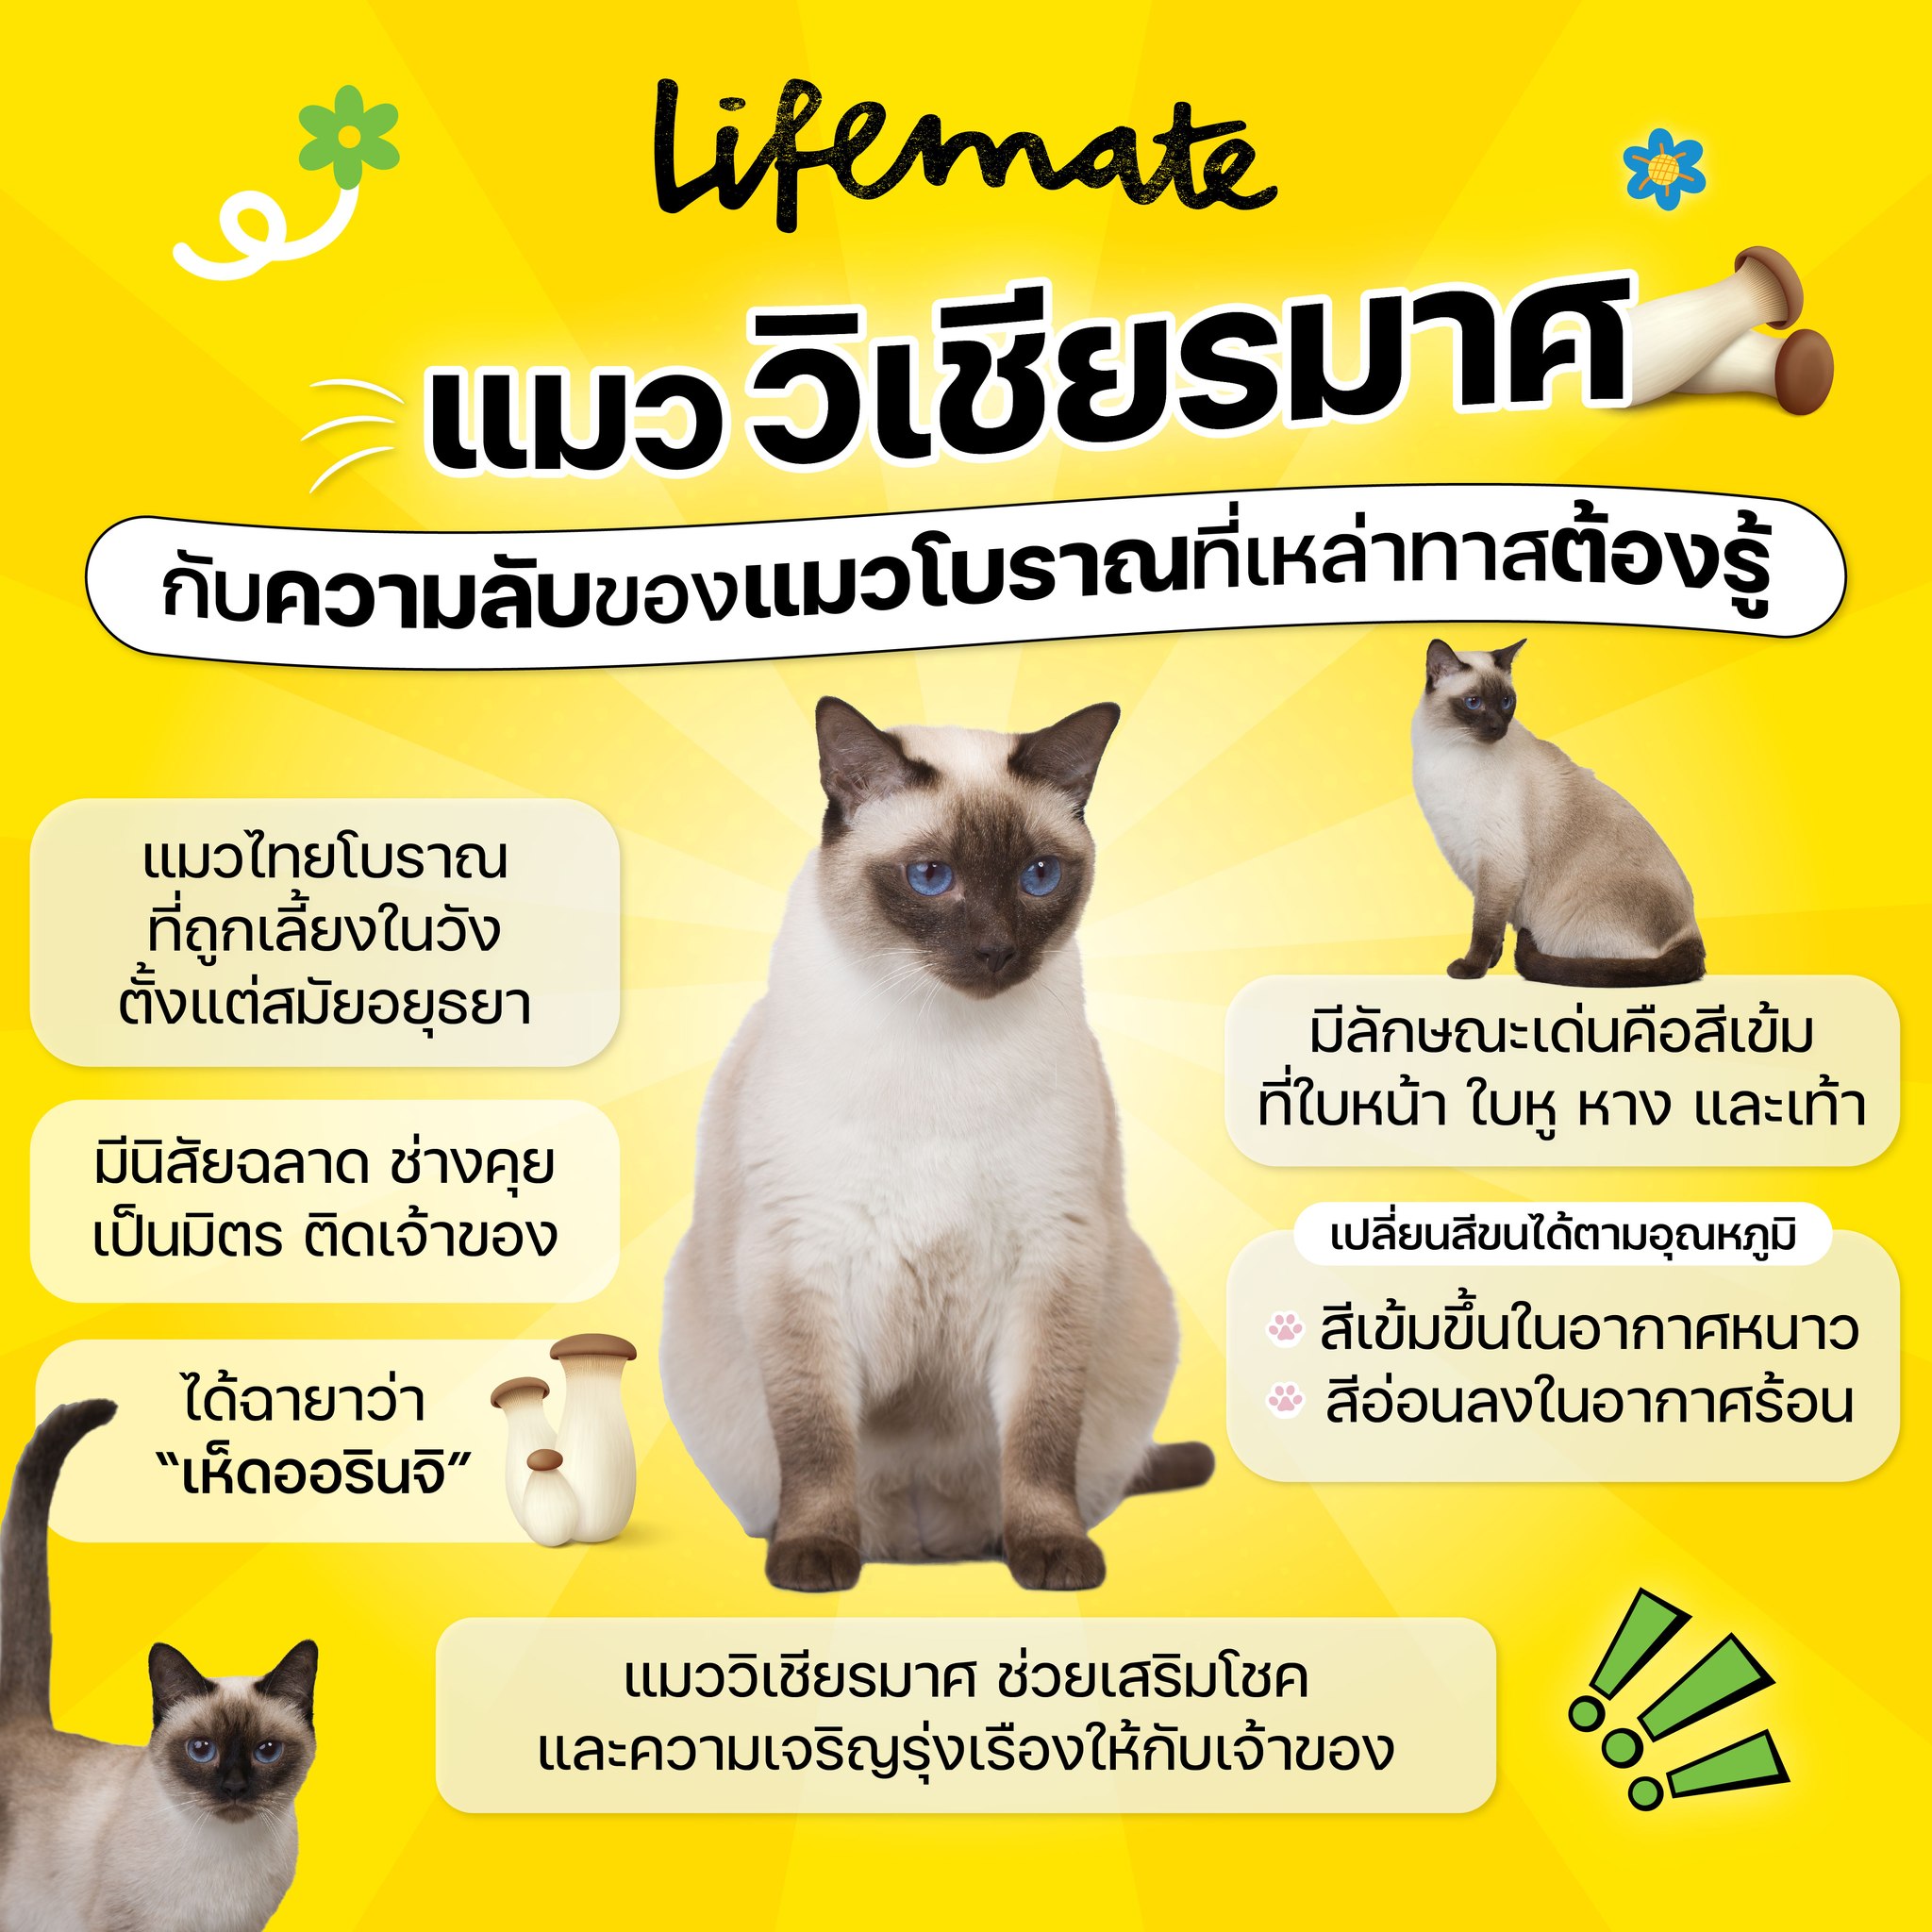 Lifemate
แมววิเชียรมาศ
กับความลับของแมวโบราณที่เหล่าทาสต้องรู้
แมวไทยโบราณ
ที่ถูกเลี้ยงในวัง
ตั้งแต่สมัยอยุธยา
มีนิสัยฉลาด ช่างคุย
เป็นมิตร ติดเจ้าของ
ได้ฉายาว่า
“เห็ดออรินจิ”
มีลักษณะเด่นคือสีเข้ม
ที่ใบหน้า ใบหู หาง และเท้า
เปลี่ยนสีขนได้ตามอุณหภูมิ
สีเข้มขึ้นในอากาศหนาว
สีอ่อนลงในอากาศร้อน
แมววิเชียรมาศ ช่วยเสริมโชค
และความเจริญรุ่งเรืองให้กับเจ้าของ